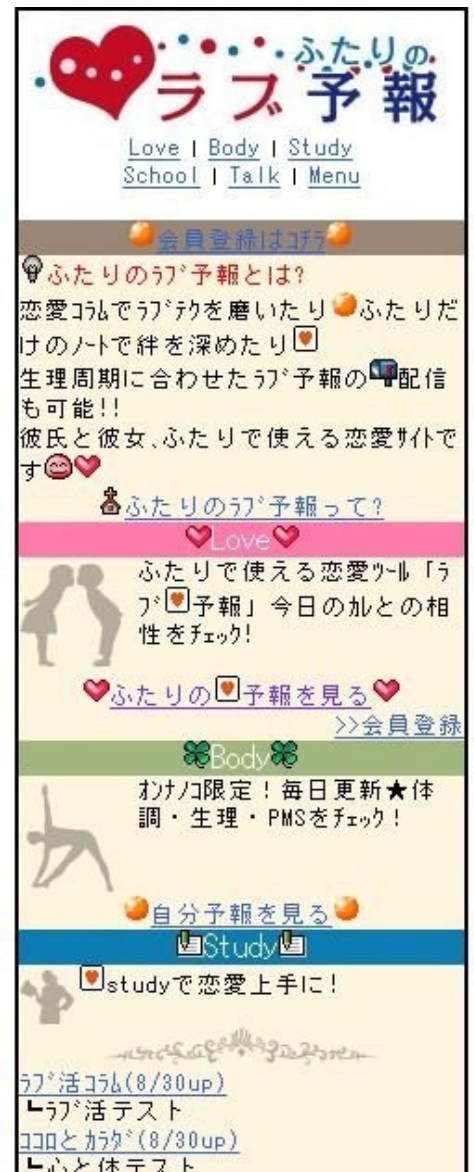 ふたりの
ラブ予報
Love | Body | Study
School | Talk | Menu
会員登録はコチラ
ふたりのラブ予報とは?
恋愛コラムでラブテクを磨いたりふたりだ
けのノートで絆を深めたり
生理周期に合わせたラブ予報の配信
も可能!!
彼氏と彼女、ふたりで使える恋愛サイトで
す
ふたりのラブ予報って?
Love
ふたりで使える恋愛ツール「ラ
ブ予報」今日のカレとの相
性をチェック!
ふたりの予報を見る
>>会員登録
Body
オンナノコ限定!毎日更新★体
調・生理・PMSをチェック!
自分予報を見る
Study
studyで恋愛上手に!
ラブ活コラム(8/30up)
┗ラブ活テスト
ココロとカラダ(8/30up)
┗心と体テスト